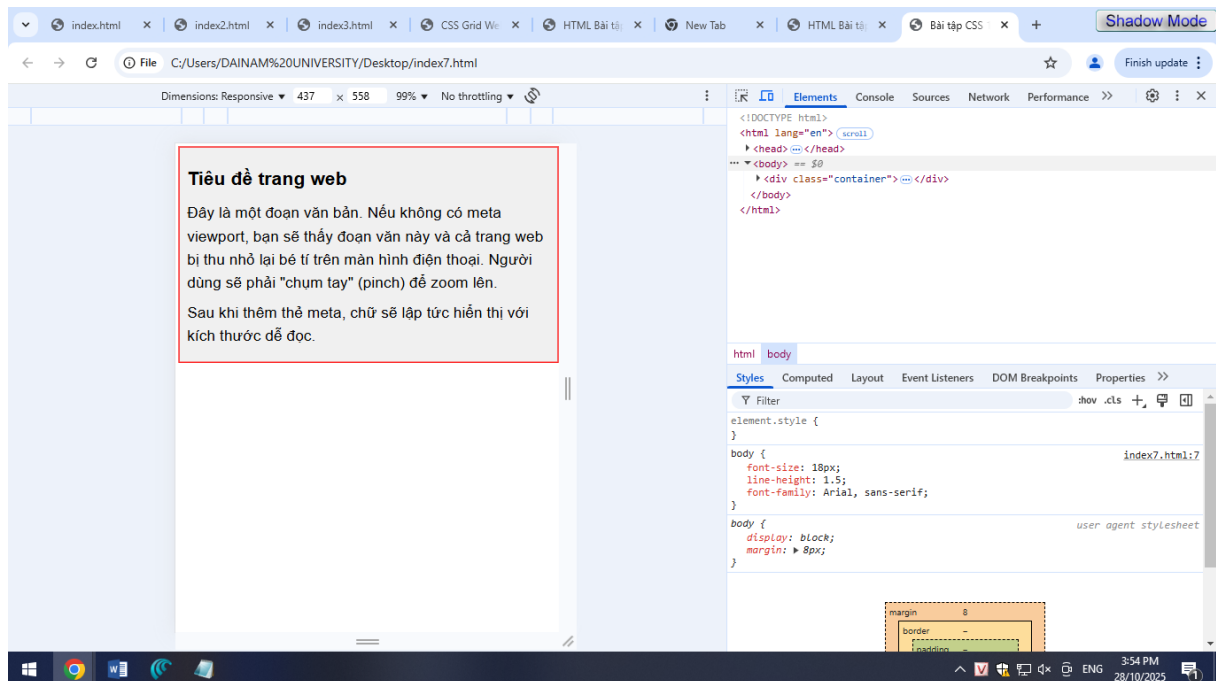 index.html
index2.html
index3.html
CSS Grid We
HTML Bài tậ
New Tab
HTML Bài tậ
Bài tập CSS
Shadow Mode
File C:/Users/DAINAM%20UNIVERSITY/Desktop/index7.html
Finish update
Dimensions: Responsive 437 x 558 99% No throttling
Elements Console Sources Network Performance
<!DOCTYPE html>
<html lang="en"> scroll
<head> … </head>
… <body> == $0
<div class="container"> … </div>
</body>
</html>
Tiêu đề trang web
Đây là một đoạn văn bản. Nếu không có meta
viewport, bạn sẽ thấy đoạn văn này và cả trang web
bị thu nhỏ lại bé tí trên màn hình điện thoại. Người
dùng sẽ phải "chụm tay" (pinch) để zoom lên.
Sau khi thêm thẻ meta, chữ sẽ lập tức hiển thị với
kích thước dễ đọc.
html body
Styles Computed Layout Event Listeners DOM Breakpoints Properties
Filter :hov .cls
element.style {
}
body { index7.html:7
font-size: 18px;
line-height: 1.5;
font-family: Arial, sans-serif;
}
body { user agent stylesheet
display: block;
margin: 8px;
}
margin 8
border –
padding –
ENG
3:54 PM
28/10/2025